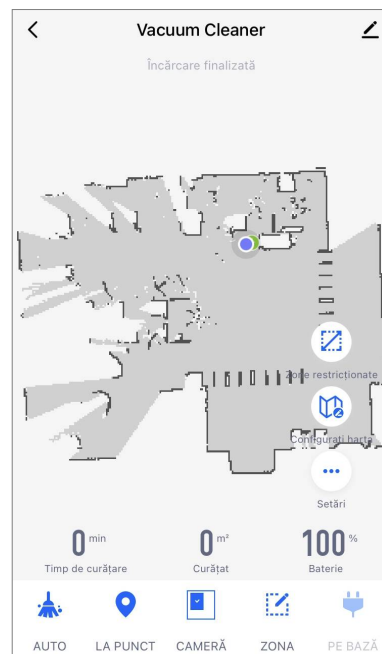 Vacuum Cleaner
Încărcare finalizată
Zone restricționate
Configurați harta
Setări
0 min
0 m²
100 %
Timp de curățare
Curățat
Baterie
AUTO
LA PUNCT
CAMERĂ
ZONA
PE BAZĂ